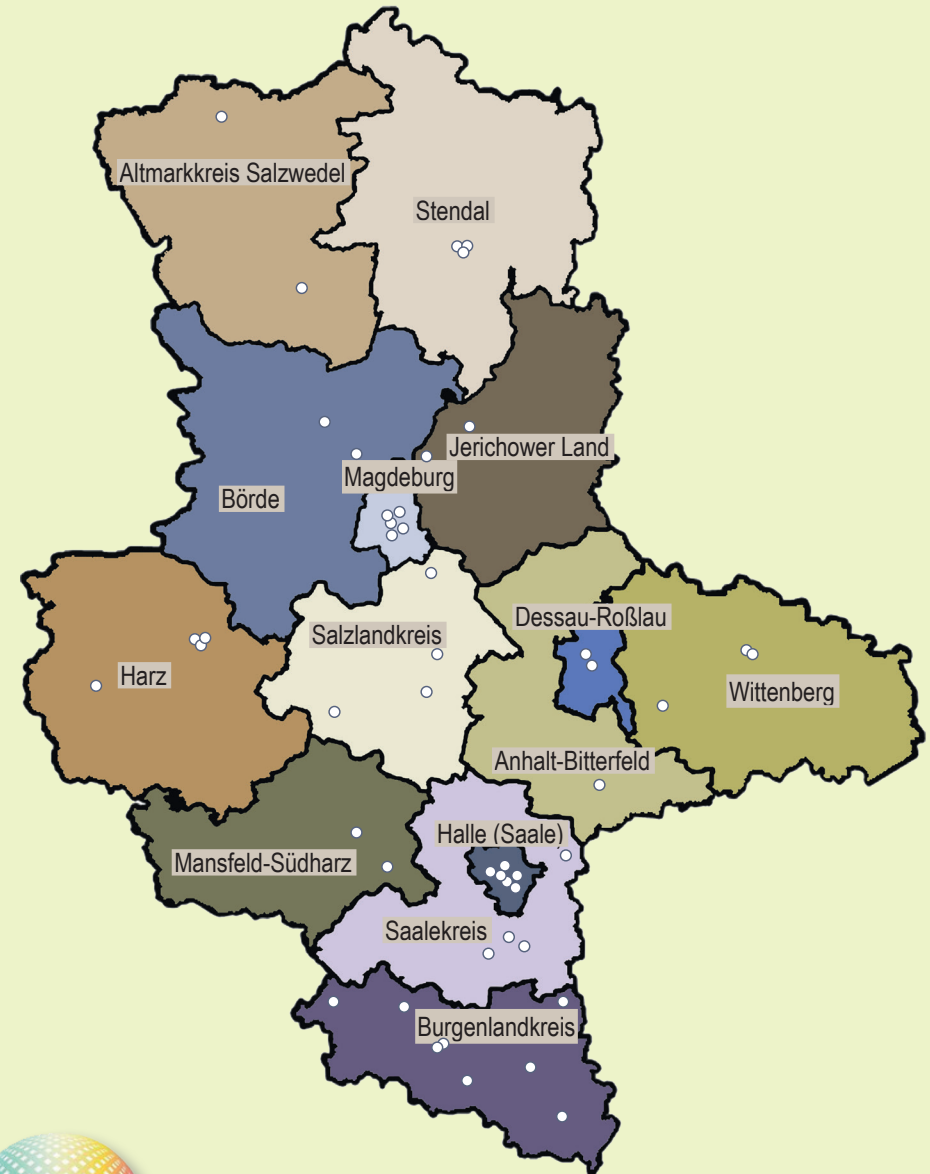 Altmarkkreis Salzwedel
Stendal
Jerichower Land
Magdeburg
Börde
Dessau-Roßlau
Salzlandkreis
Harz
Wittenberg
Anhalt-Bitterfeld
Halle (Saale)
Mansfeld-Südharz
Saalekreis
Burgenlandkreis